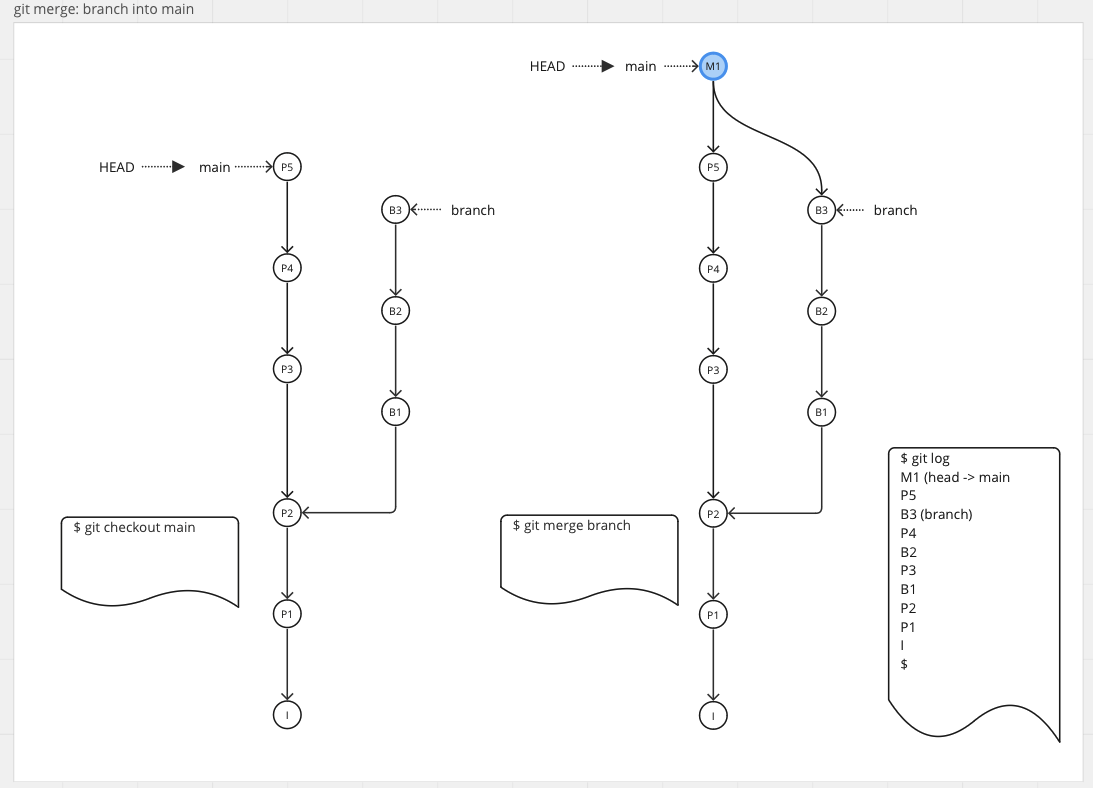 git merge: branch into main
HEAD main P5
B3 branch
P4
B2
P3
B1
P2
$ git checkout main
P1
I
HEAD main M1
P5
B3 branch
P4
B2
P3
B1
P2
$ git merge branch
P1
I
$ git log
M1 (head -> main
P5
B3 (branch)
P4
B2
P3
B1
P2
P1
I
$